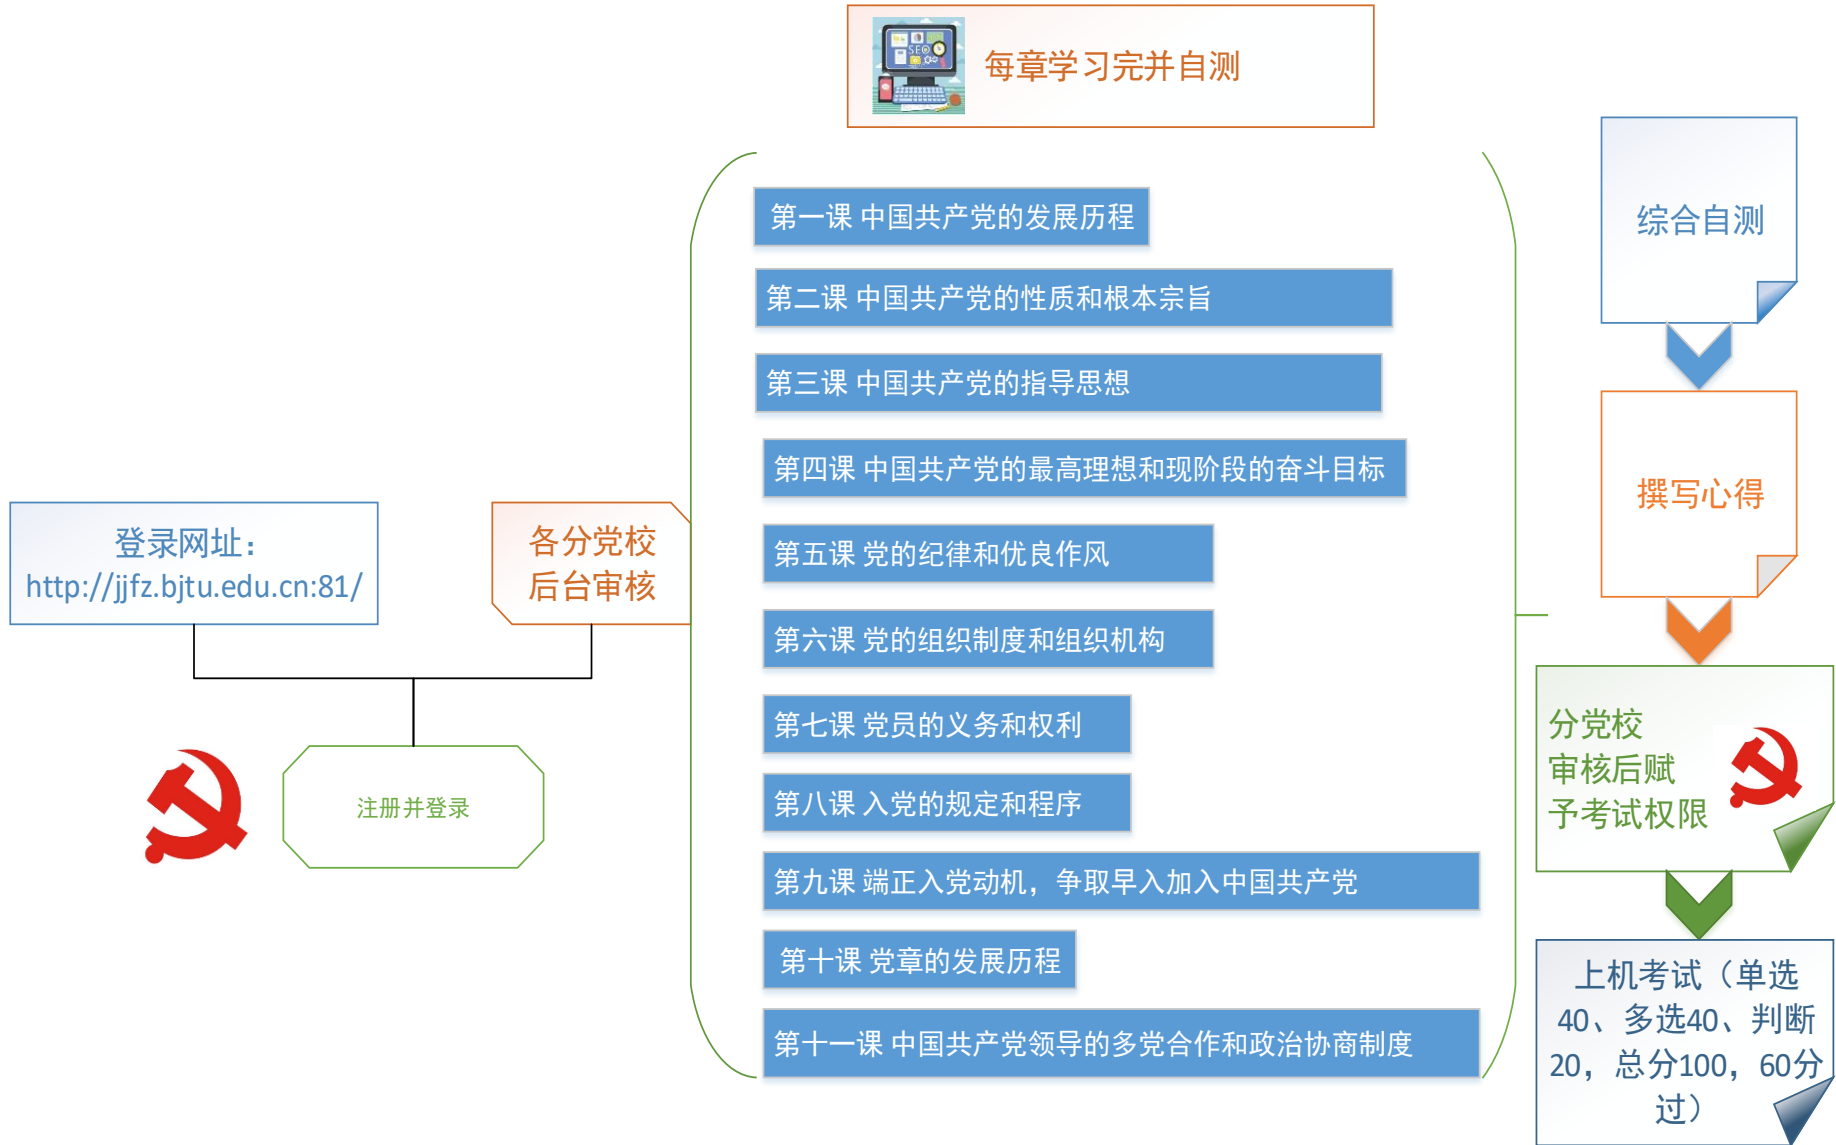 每章学习完并自测
SEO
登录网址：
http://jjfz.bjtu.edu.cn:81/
各分党校
后台审核
注册并登录
第一课 中国共产党的发展历程
第二课 中国共产党的性质和根本宗旨
第三课 中国共产党的指导思想
第四课 中国共产党的最高理想和现阶段的奋斗目标
第五课 党的纪律和优良作风
第六课 党的组织制度和组织机构
第七课 党员的义务和权利
第八课 入党的规定和程序
第九课 端正入党动机，争取早入加入中国共产党
第十课 党章的发展历程
第十一课 中国共产党领导的多党合作和政治协商制度
综合自测
撰写心得
分党校
审核后赋
予考试权限
上机考试（单选
40、多选40、判断
20，总分100，60分
过）